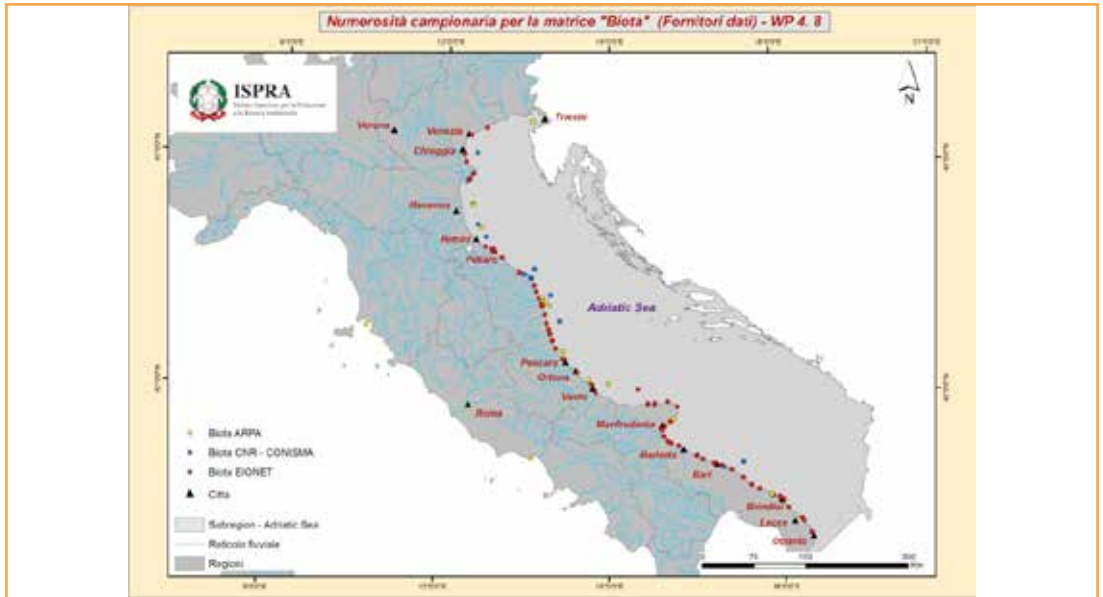 Numerosità campionaria per la matrice "Biota" (Fornitori dati) - WP 4. 8
ISPRA
N
Trieste
Verona
Venezia
Chioggia
Ravenna
Rimini
Pesaro
Adriatic Sea
Pescara
Ortona
Vasto
Roma
Manfredonia
Barletta
Bari
Brindisi
Lecce
Otranto
Biota ARPA
Biota CNR - CONISMA
Biota EIONET
Città
Subregion - Adriatic Sea
Reticolo fluviale
Regioni